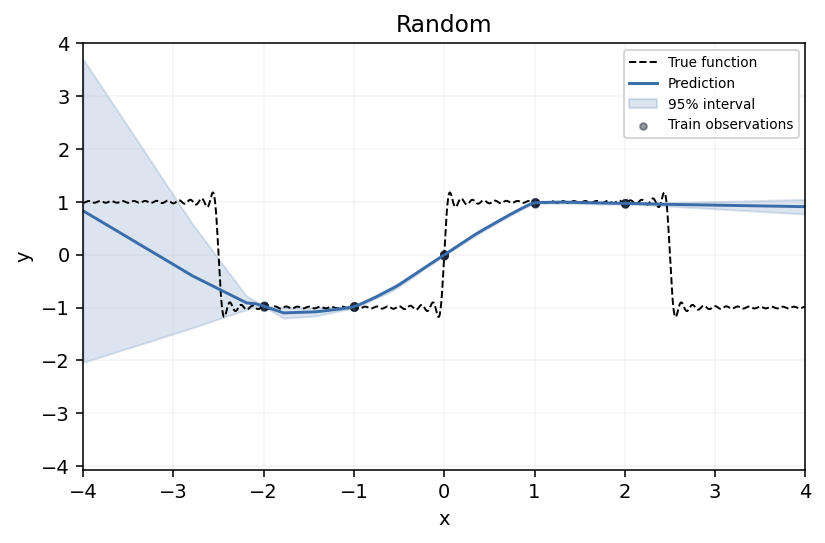 Random
True function
Prediction
95% interval
Train observations
4
3
2
1
0
−1
−2
−3
−4
y
−4 −3 −2 −1 0 1 2 3 4
x